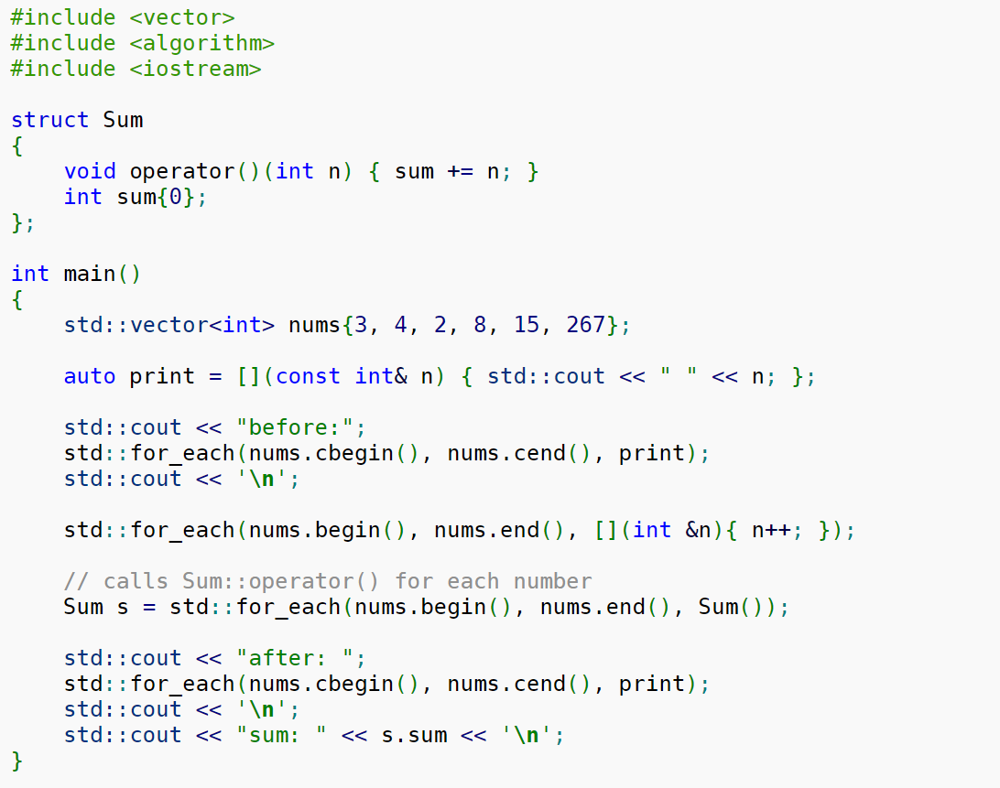 #include <vector>
#include <algorithm>
#include <iostream>

struct Sum
{
    void operator()(int n) { sum += n; }
    int sum{0};
};

int main()
{
    std::vector<int> nums{3, 4, 2, 8, 15, 267};

    auto print = [](const int& n) { std::cout << " " << n; };

    std::cout << "before:";
    std::for_each(nums.cbegin(), nums.cend(), print);
    std::cout << '\n';

    std::for_each(nums.begin(), nums.end(), [](int &n){ n++; });

    // calls Sum::operator() for each number
    Sum s = std::for_each(nums.begin(), nums.end(), Sum());

    std::cout << "after: ";
    std::for_each(nums.cbegin(), nums.cend(), print);
    std::cout << '\n';
    std::cout << "sum: " << s.sum << '\n';
}